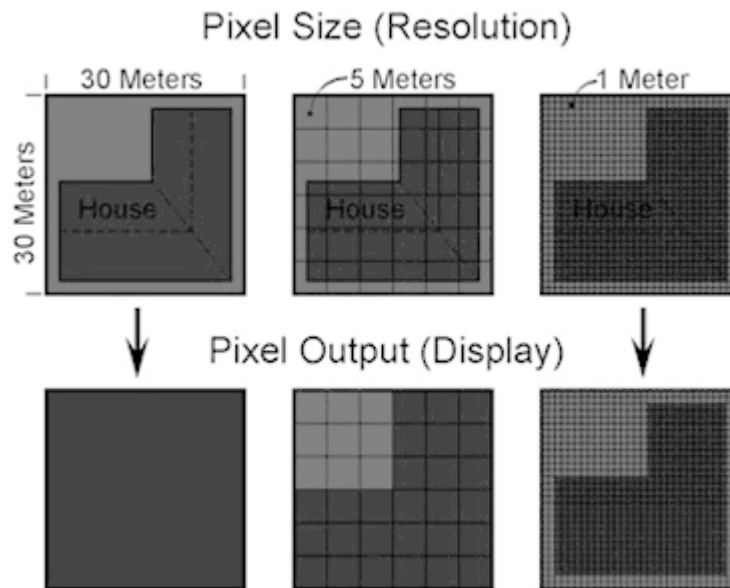 Pixel Size (Resolution)
30 Meters
5 Meters
1 Meter
30 Meters
House
House
House
Pixel Output (Display)